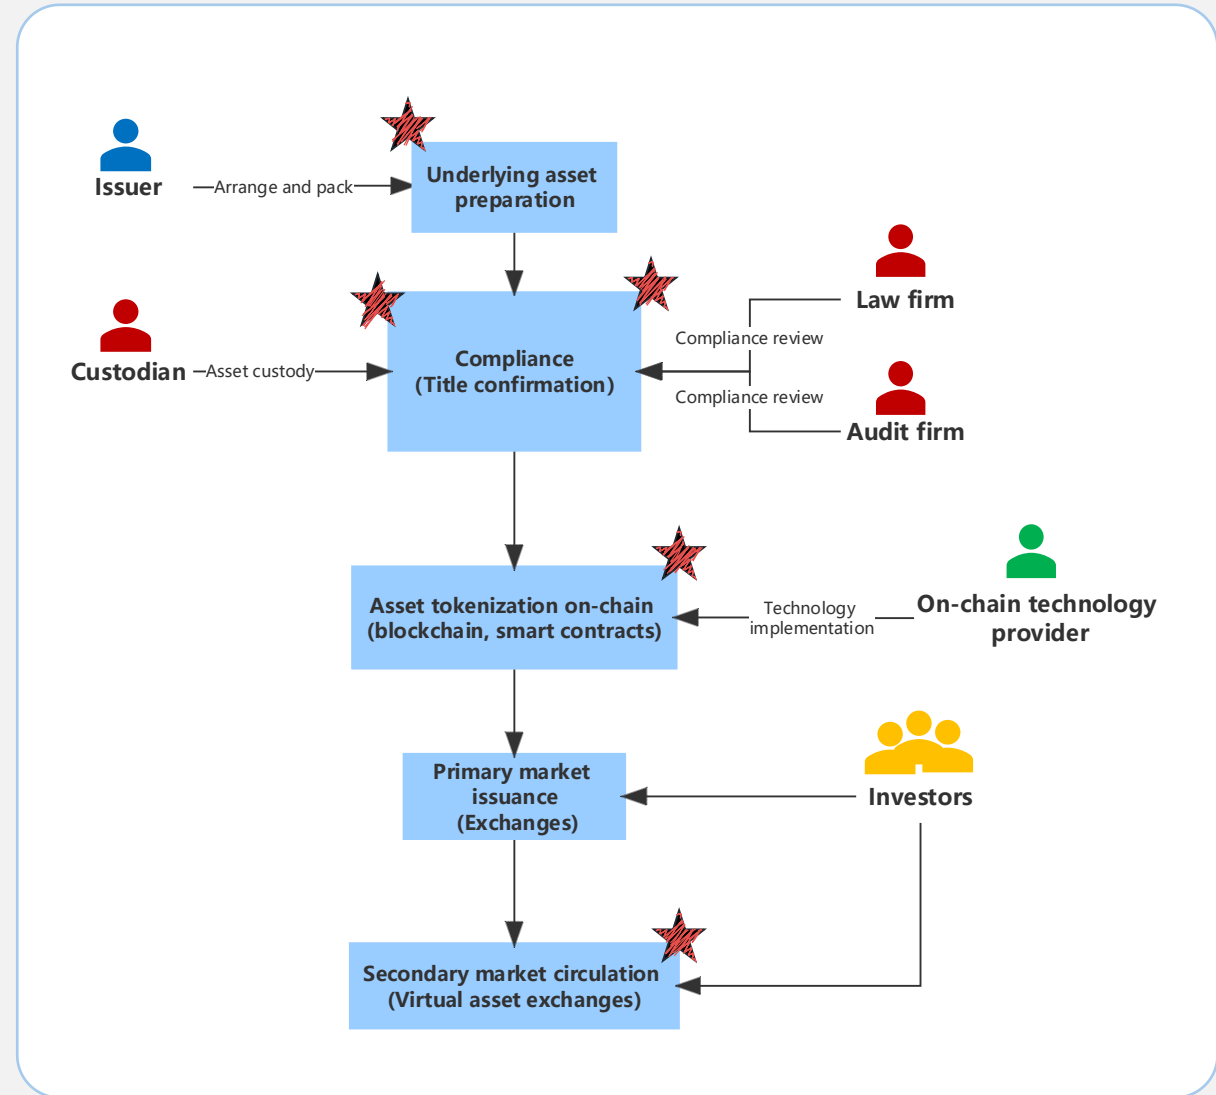 Issuer
Arrange and pack
Underlying asset
preparation
Law firm
Compliance review
Custodian
Asset custody
Compliance
(Title confirmation)
Compliance review
Audit firm
Asset tokenization on-chain
(blockchain, smart contracts)
Technology
implementation
On-chain technology
provider
Primary market
issuance
(Exchanges)
Investors
Secondary market circulation
(Virtual asset exchanges)